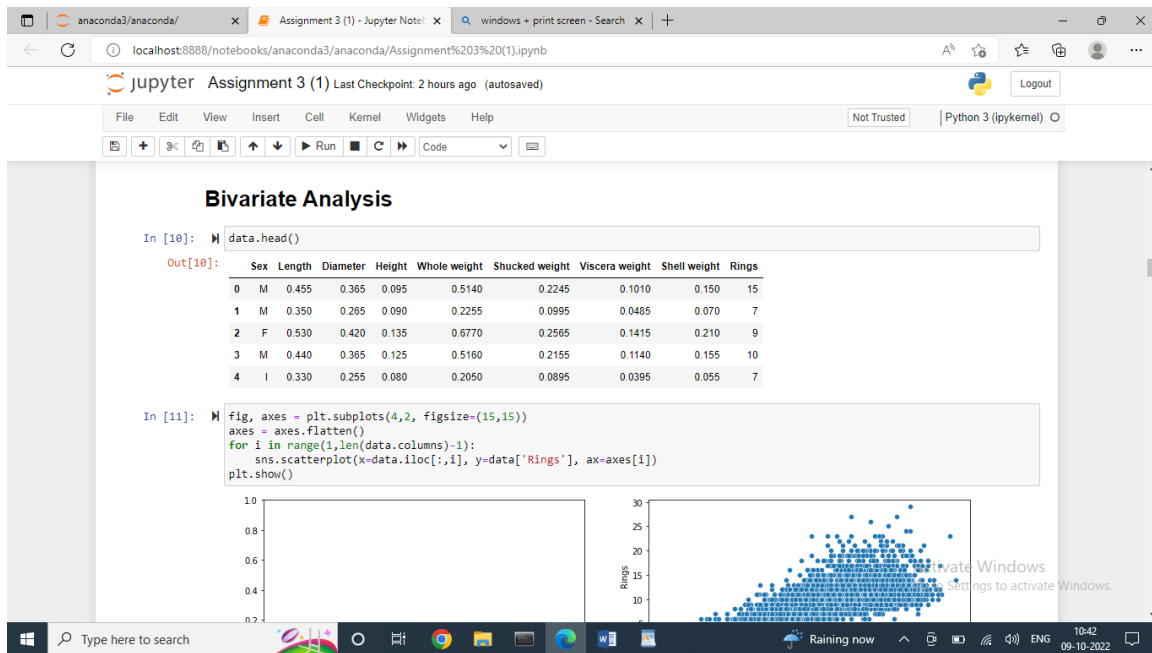 anaconda3/anaconda/
Assignment 3 (1) - Jupyter Noteb
windows + print screen - Search
localhost:8888/notebooks/anaconda3/anaconda/Assignment%203%20(1).ipynb
jupyter Assignment 3 (1) Last Checkpoint: 2 hours ago (autosaved)
Logout
File Edit View Insert Cell Kernel Widgets Help
Not Trusted
Python 3 (ipykernel)
Run
Code
Bivariate Analysis
In [10]: data.head()
Out[10]:
Sex Length Diameter Height Whole weight Shucked weight Viscera weight Shell weight Rings
0 M 0.455 0.365 0.095 0.5140 0.2245 0.1010 0.150 15
1 M 0.350 0.265 0.090 0.2255 0.0995 0.0485 0.070 7
2 F 0.530 0.420 0.135 0.6770 0.2565 0.1415 0.210 9
3 M 0.440 0.365 0.125 0.5160 0.2155 0.1140 0.155 10
4 I 0.330 0.255 0.080 0.2050 0.0895 0.0395 0.055 7
In [11]: fig, axes = plt.subplots(4,2, figsize=(15,15))
axes = axes.flatten()
for i in range(1,len(data.columns)-1):
    sns.scatterplot(x=data.iloc[:,i], y=data['Rings'], ax=axes[i])
plt.show()
1.0
0.8
0.6
0.4
0.2
30
25
20
15
10
Rings
Windows
Settings to activate Windows.
Type here to search
Raining now
ENG
10:42
09-10-2022